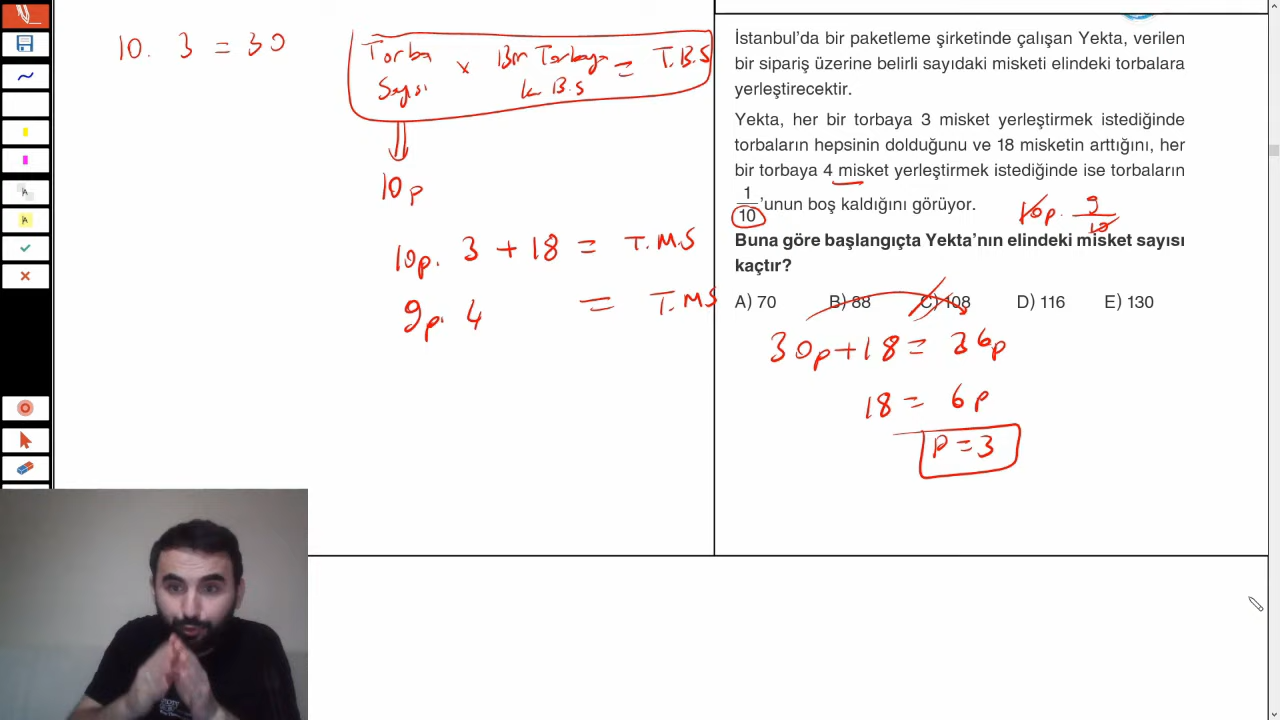 10. 3 = 30
Torba Sayısı x Bir Torbaya k B.S = T.B.S
10p
10p. 3 + 18 = T.M.S
9p. 4 = T.M.S
İstanbul'da bir paketleme şirketinde çalışan Yekta, verilen
bir sipariş üzerine belirli sayıdaki misketi elindeki torbalara
yerleştirecektir.
Yekta, her bir torbaya 3 misket yerleştirmek istediğinde
torbaların hepsinin dolduğunu ve 18 misketin arttığını, her
bir torbaya 4 misket yerleştirmek istediğinde ise torbaların
1/10'unun boş kaldığını görüyor.
10p. 9/10
Buna göre başlangıçta Yekta'nın elindeki misket sayısı
kaçtır?
A) 70 B) 88 C) 108 D) 116 E) 130
30p+18 = 36p
18 = 6p
p = 3